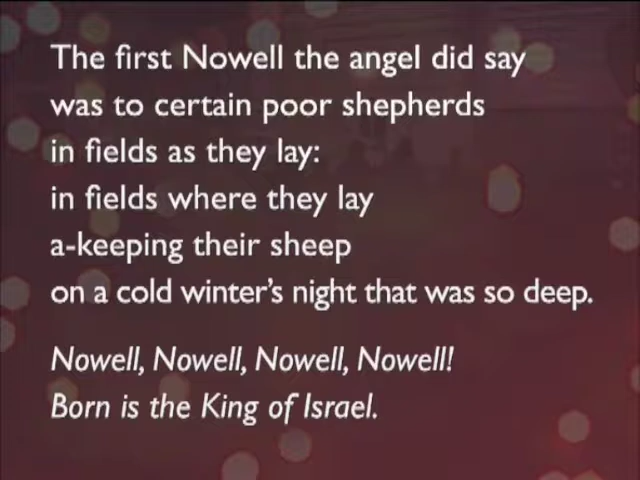 The first Nowell the angel did say
was to certain poor shepherds
in fields as they lay:
in fields where they lay
a-keeping their sheep
on a cold winter's night that was so deep.
Nowell, Nowell, Nowell, Nowell!
Born is the King of Israel.